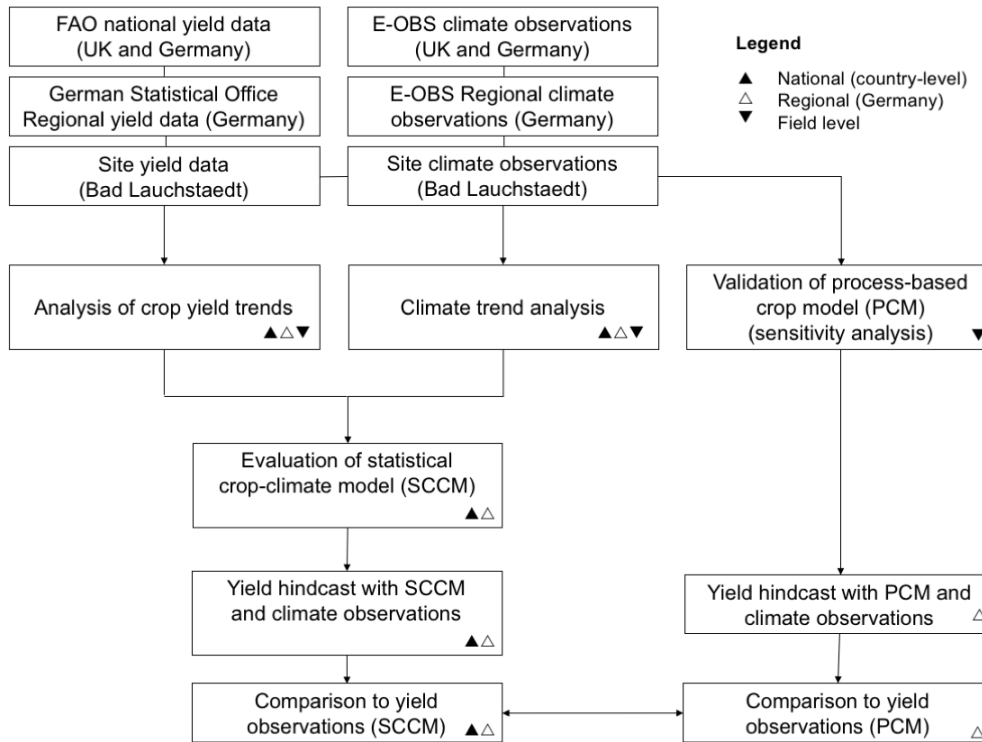 FAO national yield data
(UK and Germany)
E-OBS climate observations
(UK and Germany)
Legend
▲ National (country-level)
△ Regional (Germany)
▼ Field level
German Statistical Office
Regional yield data (Germany)
E-OBS Regional climate
observations (Germany)
Site yield data
(Bad Lauchstaedt)
Site climate observations
(Bad Lauchstaedt)
Analysis of crop yield trends
▲△▼
Climate trend analysis
▲△▼
Validation of process-based
crop model (PCM)
(sensitivity analysis)
▼
Evaluation of statistical
crop-climate model (SCCM)
▲△
Yield hindcast with SCCM
and climate observations
▲△
Yield hindcast with PCM and
climate observations
△
Comparison to yield
observations (SCCM)
▲△
Comparison to yield
observations (PCM)
△